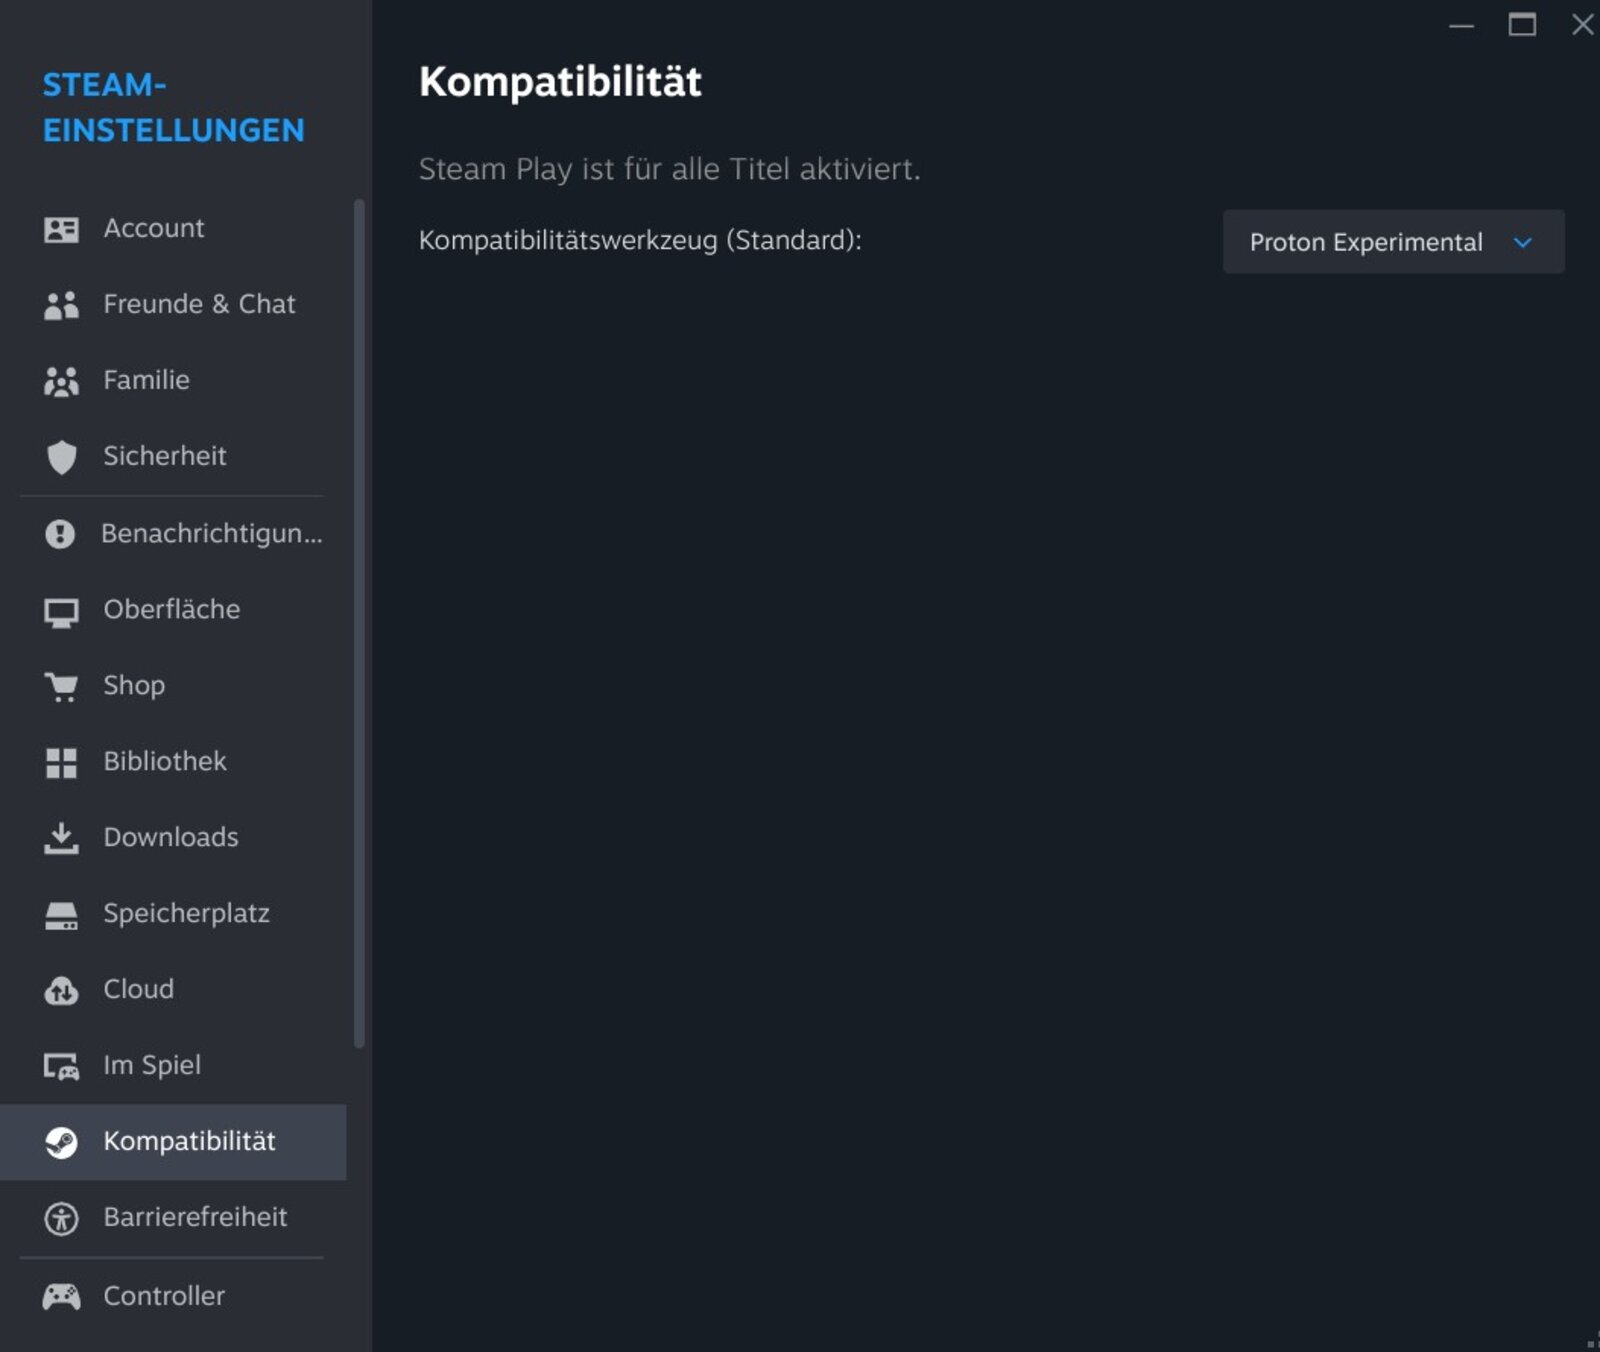 STEAM-
EINSTELLUNGEN
Account
Freunde & Chat
Familie
Sicherheit
Benachrichtigun...
Oberfläche
Shop
Bibliothek
Downloads
Speicherplatz
Cloud
Im Spiel
Kompatibilität
Barrierefreiheit
Controller
Kompatibilität
Steam Play ist für alle Titel aktiviert.
Kompatibilitätswerkzeug (Standard):
Proton Experimental